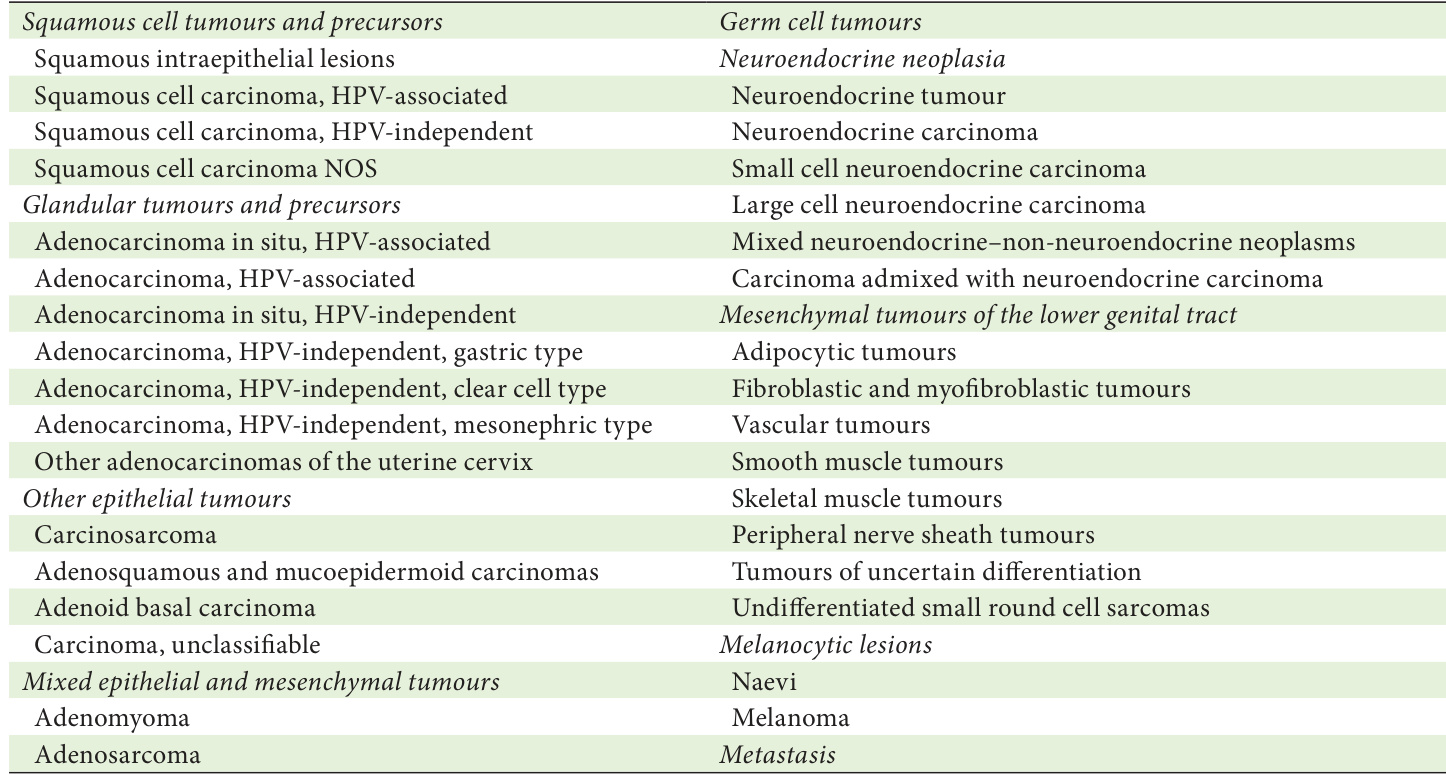 Squamous cell tumours and precursors
Squamous intraepithelial lesions
Squamous cell carcinoma, HPV-associated
Squamous cell carcinoma, HPV-independent
Squamous cell carcinoma NOS
Glandular tumours and precursors
Adenocarcinoma in situ, HPV-associated
Adenocarcinoma, HPV-associated
Adenocarcinoma in situ, HPV-independent
Adenocarcinoma, HPV-independent, gastric type
Adenocarcinoma, HPV-independent, clear cell type
Adenocarcinoma, HPV-independent, mesonephric type
Other adenocarcinomas of the uterine cervix
Other epithelial tumours
Carcinosarcoma
Adenosquamous and mucoepidermoid carcinomas
Adenoid basal carcinoma
Carcinoma, unclassifiable
Mixed epithelial and mesenchymal tumours
Adenomyoma
Adenosarcoma
Germ cell tumours
Neuroendocrine neoplasia
Neuroendocrine tumour
Neuroendocrine carcinoma
Small cell neuroendocrine carcinoma
Large cell neuroendocrine carcinoma
Mixed neuroendocrine–non-neuroendocrine neoplasms
Carcinoma admixed with neuroendocrine carcinoma
Mesenchymal tumours of the lower genital tract
Adipocytic tumours
Fibroblastic and myofibroblastic tumours
Vascular tumours
Smooth muscle tumours
Skeletal muscle tumours
Peripheral nerve sheath tumours
Tumours of uncertain differentiation
Undifferentiated small round cell sarcomas
Melanocytic lesions
Naevi
Melanoma
Metastasis